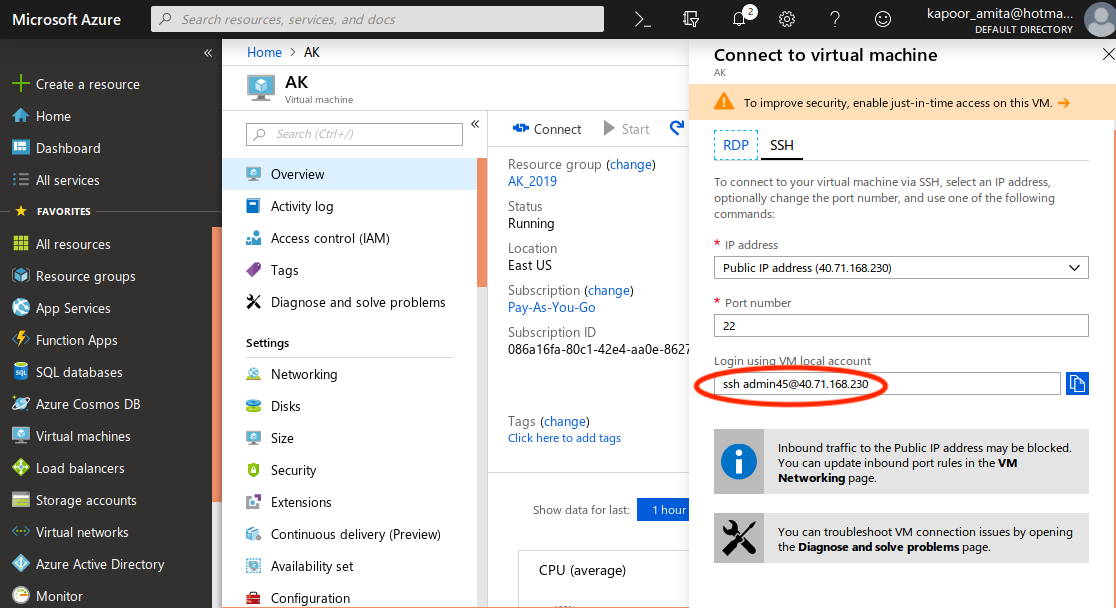 Microsoft Azure
Search resources, services, and docs
2
kapoor_amita@hotma...
DEFAULT DIRECTORY
Create a resource
Home
Dashboard
All services
FAVORITES
All resources
Resource groups
App Services
Function Apps
SQL databases
Azure Cosmos DB
Virtual machines
Load balancers
Storage accounts
Virtual networks
Azure Active Directory
Monitor
Home > AK
AK
Virtual machine
Search (Ctrl+/)
Overview
Activity log
Access control (IAM)
Tags
Diagnose and solve problems
Settings
Networking
Disks
Size
Security
Extensions
Continuous delivery (Preview)
Availability set
Configuration
Connect
Start
Resource group (change)
AK_2019
Status
Running
Location
East US
Subscription (change)
Pay-As-You-Go
Subscription ID
086a16fa-80c1-42e4-aa0e-8627
Tags (change)
Click here to add tags
Show data for last:
1 hour
CPU (average)
Connect to virtual machine
AK
To improve security, enable just-in-time access on this VM.
RDP
SSH
To connect to your virtual machine via SSH, select an IP address,
optionally change the port number, and use one of the following
commands:
* IP address
Public IP address (40.71.168.230)
* Port number
22
Login using VM local account
ssh admin45@40.71.168.230
Inbound traffic to the Public IP address may be blocked.
You can update inbound port rules in the VM
Networking page.
You can troubleshoot VM connection issues by opening
the Diagnose and solve problems page.